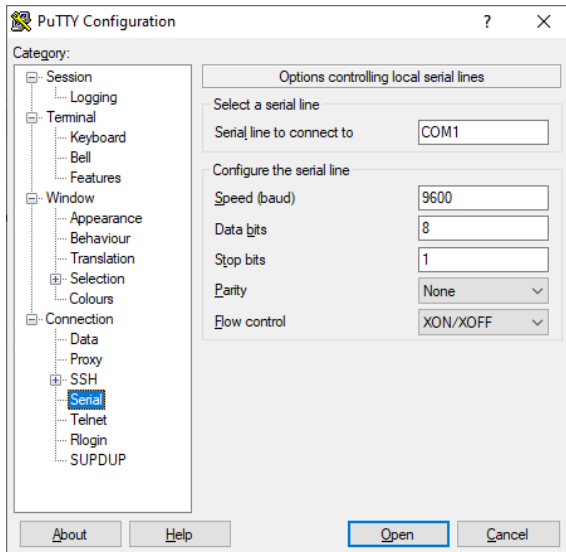 PuTTY Configuration
?
Category:
Session
Logging
Terminal
Keyboard
Bell
Features
Window
Appearance
Behaviour
Translation
Selection
Colours
Connection
Data
Proxy
SSH
Serial
Telnet
Rlogin
SUPDUP
Options controlling local serial lines
Select a serial line
Serial line to connect to COM1
Configure the serial line
Speed (baud) 9600
Data bits 8
Stop bits 1
Parity None
Flow control XON/XOFF
About Help Open Cancel